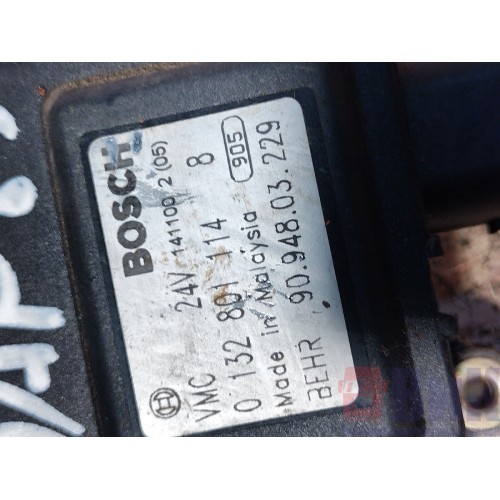 BOSCH
VMC 24V 141100 2 (05)
0 132 801 114 8
Made in Malaysia 905
BEHR 90.948.03.229